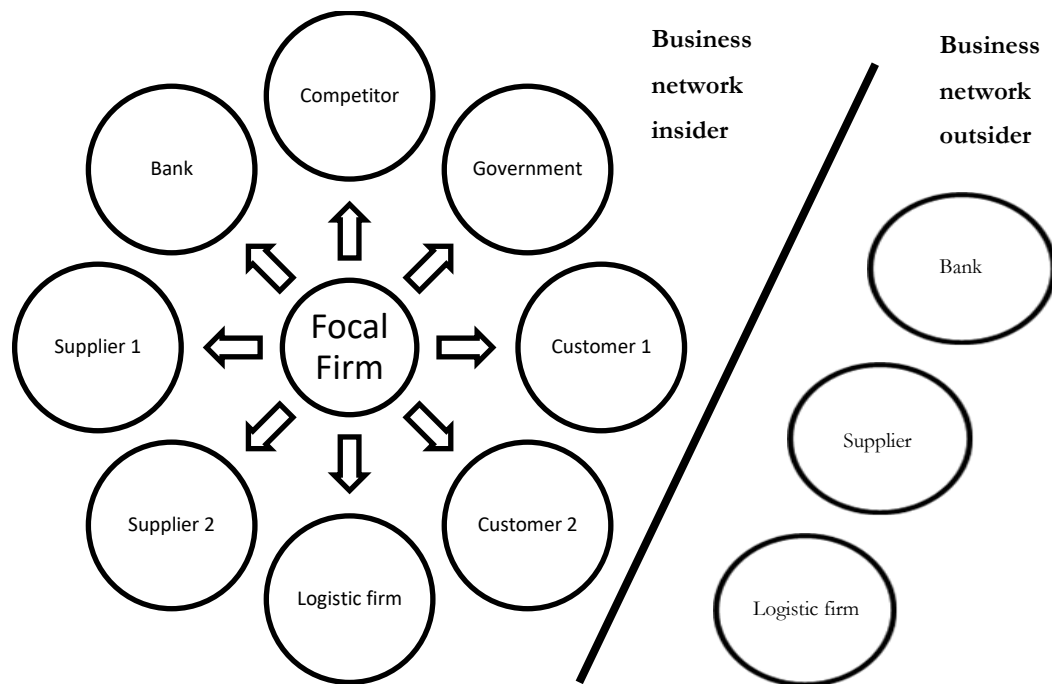 Business
network
insider
Business
network
outsider
Competitor
Bank
Government
Supplier 1
Focal
Firm
Customer 1
Supplier 2
Customer 2
Logistic firm
Bank
Supplier
Logistic firm